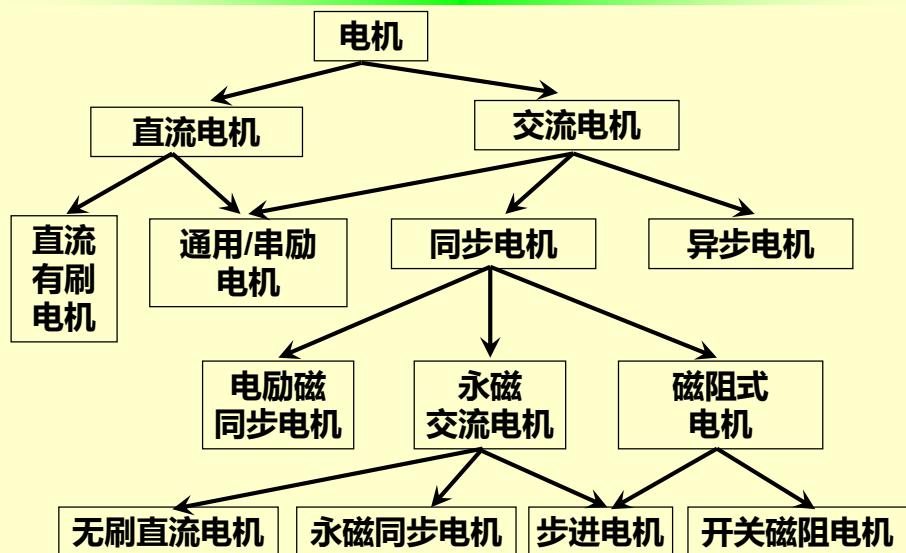 电机
直流电机
交流电机
直流
有刷
电机
通用/串励
电机
同步电机
异步电机
电励磁
同步电机
永磁
交流电机
磁阻式
电机
无刷直流电机
永磁同步电机
步进电机
开关磁阻电机